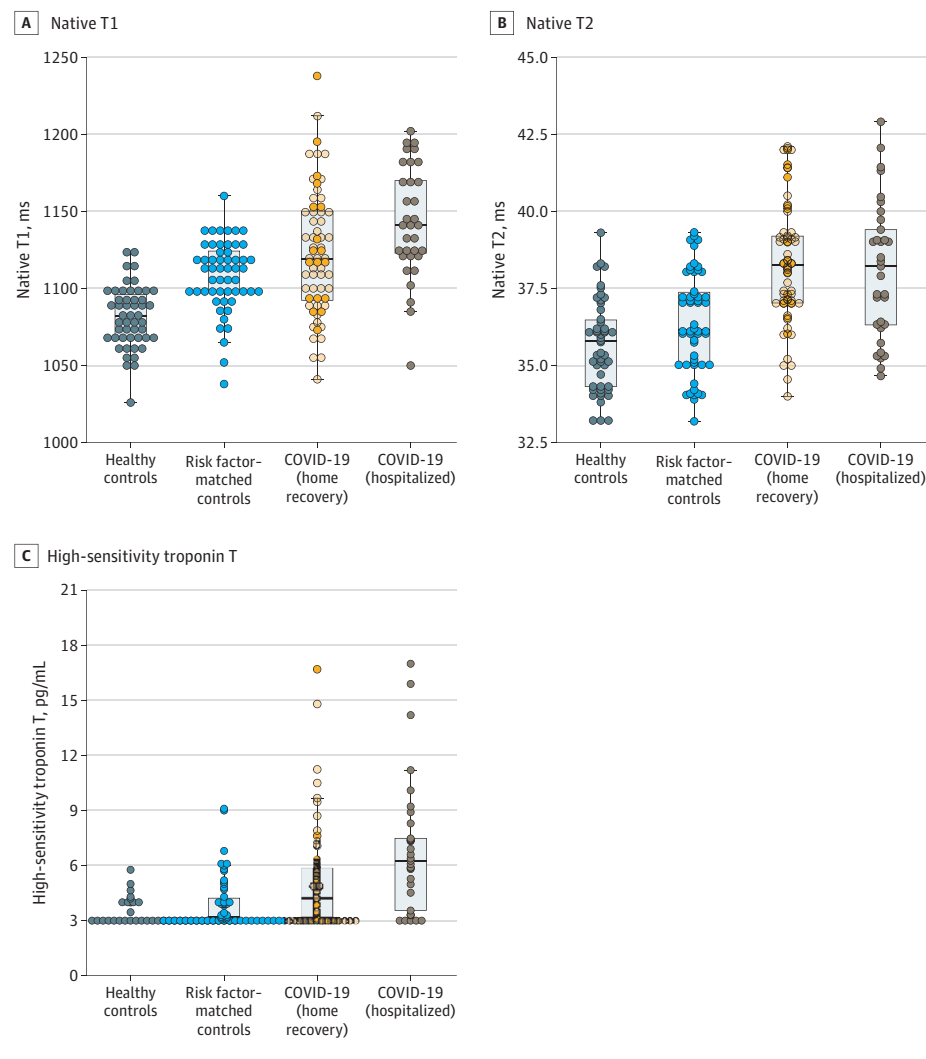 A Native T1
1250
1200
1150
1100
1050
1000
Native T1, ms
Healthy
controls
Risk factor–
matched
controls
COVID-19
(home
recovery)
COVID-19
(hospitalized)
B Native T2
45.0
42.5
40.0
37.5
35.0
32.5
Native T2, ms
Healthy
controls
Risk factor–
matched
controls
COVID-19
(home
recovery)
COVID-19
(hospitalized)
C High-sensitivity troponin T
21
18
15
12
9
6
3
0
High-sensitivity troponin T, pg/mL
Healthy
controls
Risk factor–
matched
controls
COVID-19
(home
recovery)
COVID-19
(hospitalized)